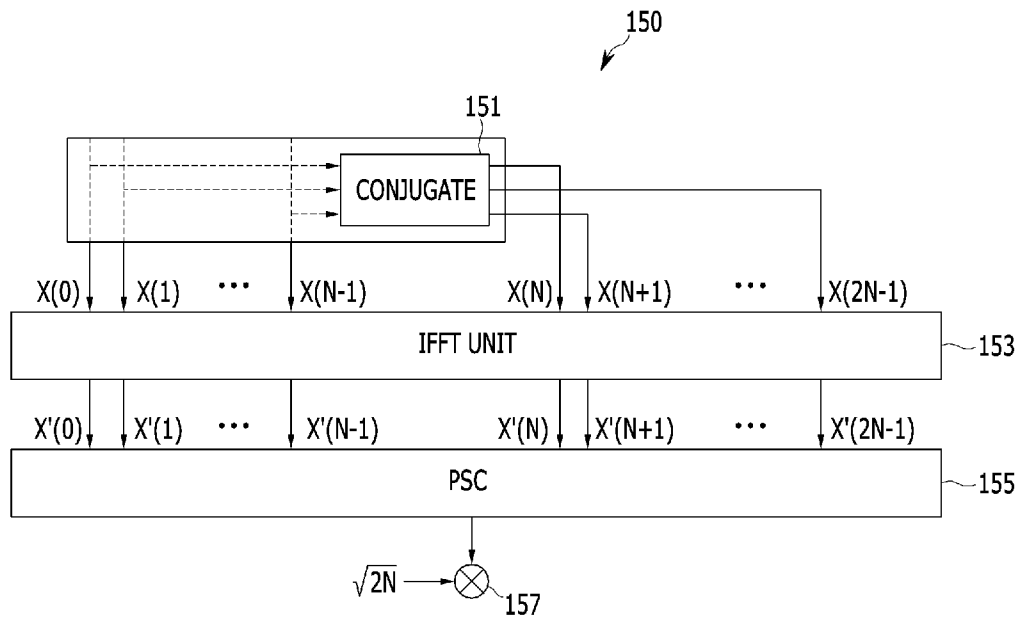 150
151
CONJUGATE
X(0) X(1) ••• X(N-1) X(N) X(N+1) ••• X(2N-1)
IFFT UNIT
153
X'(0) X'(1) ••• X'(N-1) X'(N) X'(N+1) ••• X'(2N-1)
PSC
155
√2N
157